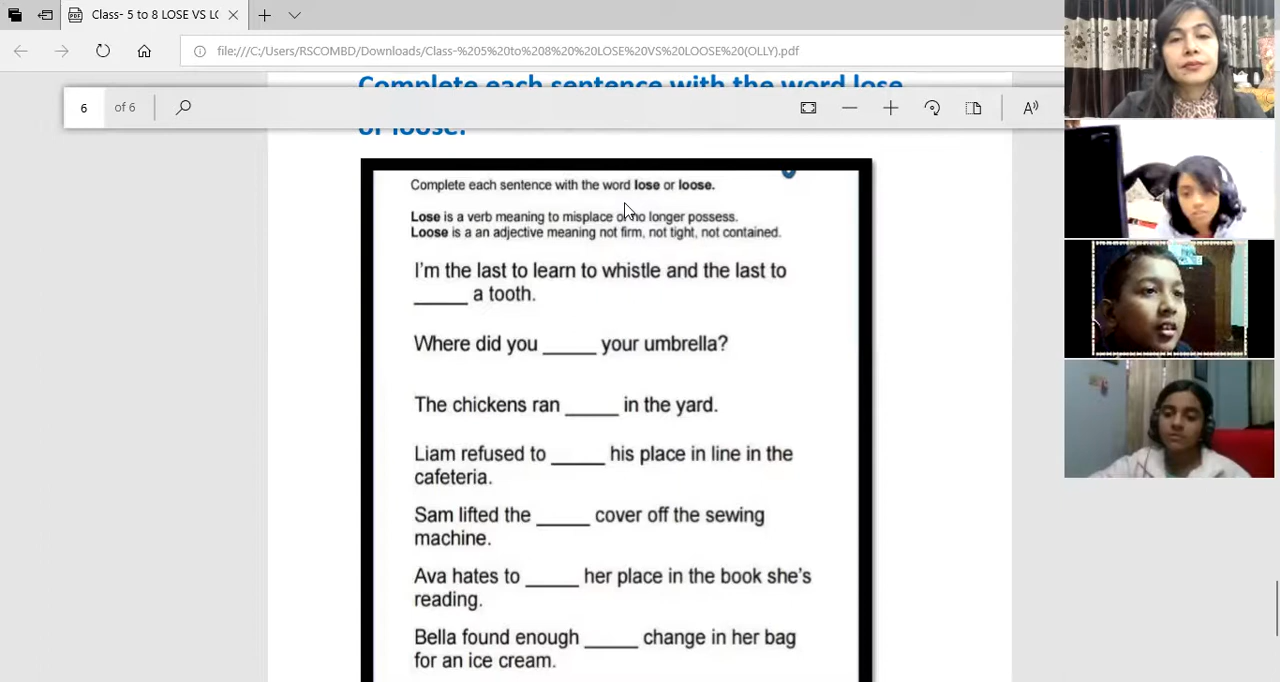 Class- 5 to 8 LOSE VS LO
file:///C:/Users/RSCOMBD/Downloads/Class-%205%20to%208%20%20LOSE%20VS%20LOOSE%20(OLLY).pdf
Complete each sentence with the word lose
6 of 6
or loose.
Complete each sentence with the word lose or loose.
Lose is a verb meaning to misplace or no longer possess.
Loose is a an adjective meaning not firm, not tight, not contained.
I'm the last to learn to whistle and the last to
_____ a tooth.
Where did you _____ your umbrella?
The chickens ran _____ in the yard.
Liam refused to _____ his place in line in the
cafeteria.
Sam lifted the _____ cover off the sewing
machine.
Ava hates to _____ her place in the book she's
reading.
Bella found enough _____ change in her bag
for an ice cream.